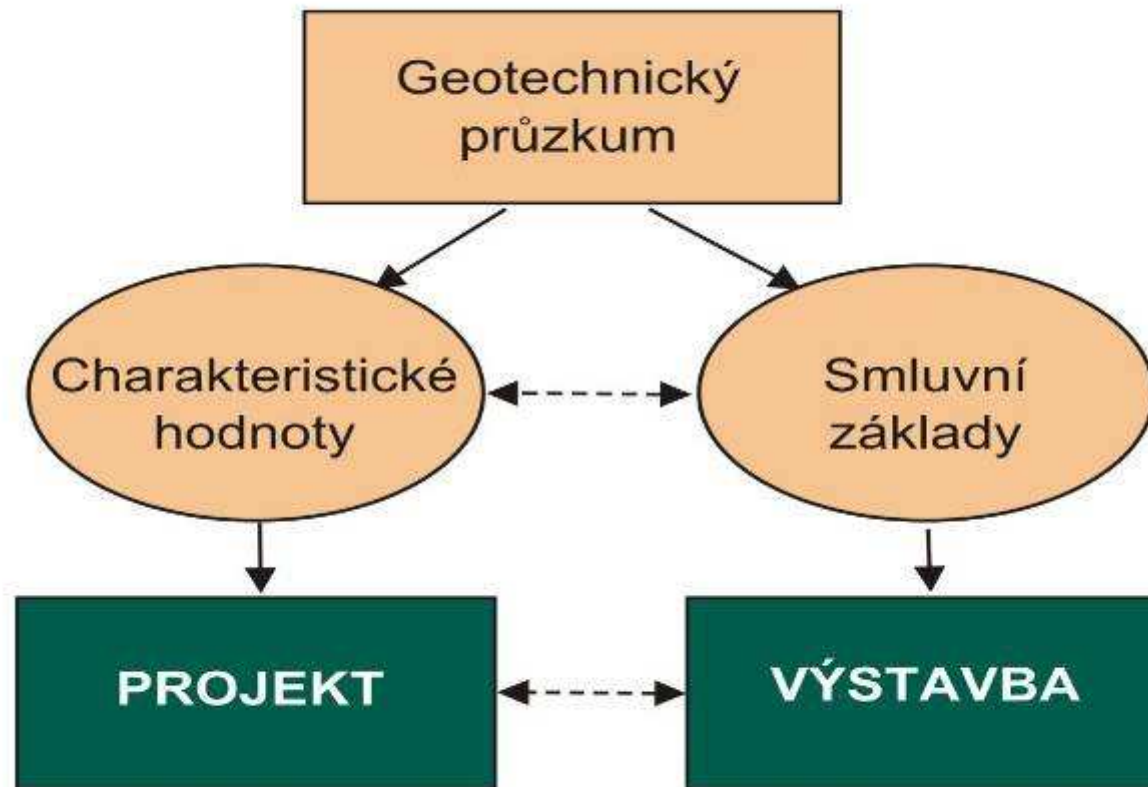 Geotechnický
průzkum
Charakteristické
hodnoty
Smluvní
základy
PROJEKT
VÝSTAVBA